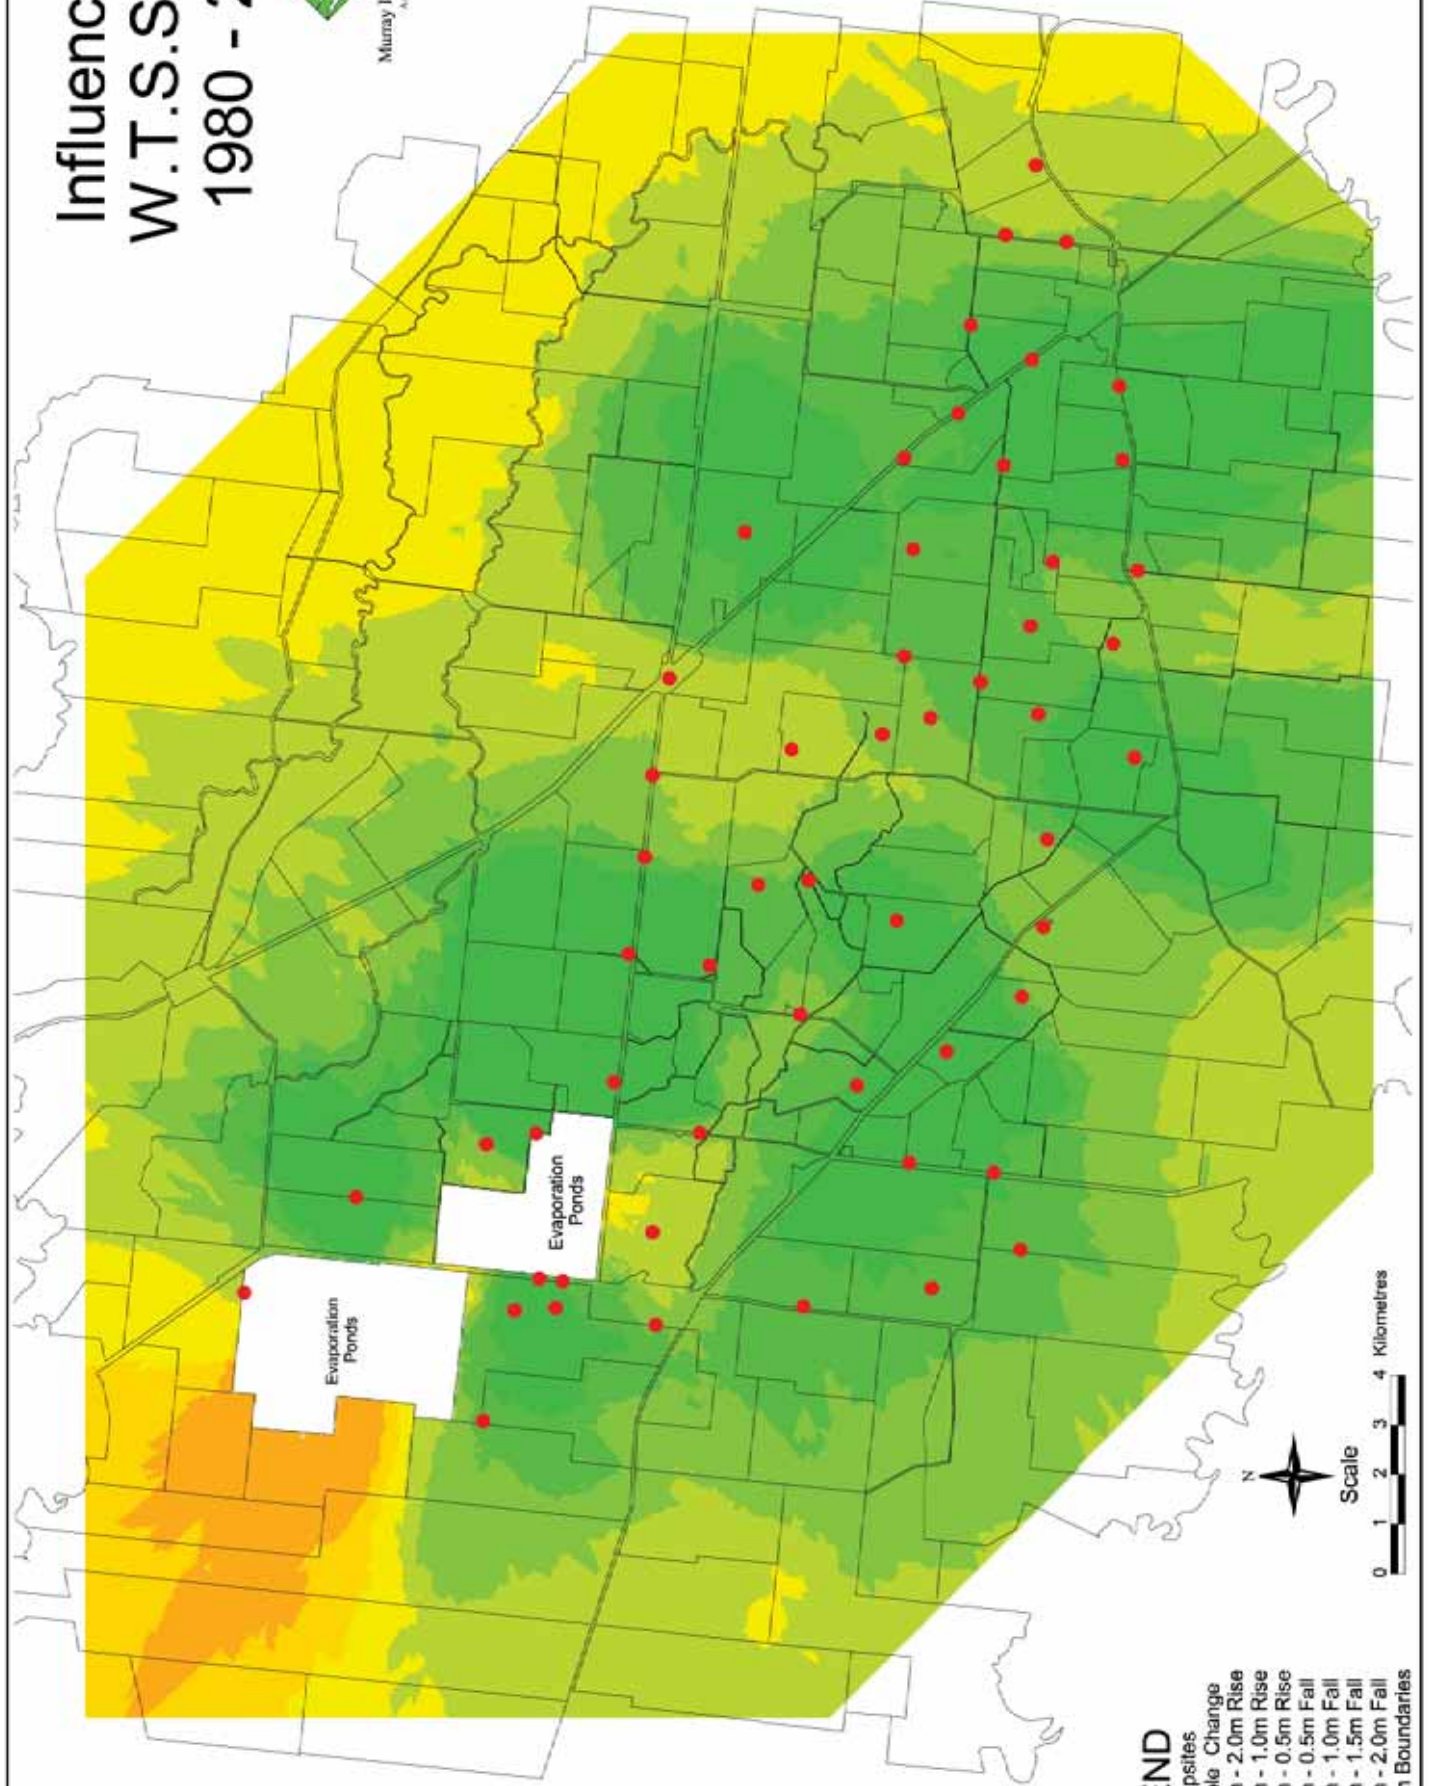 Influenc
W.T.S.S
1980 - 2
Murray I
Evaporation
Ponds
Evaporation
Ponds
N
Scale
0 1 2 3 4 Kilometres
ND
psites
le Change
- 2.0m Rise
- 1.0m Rise
- 0.5m Rise
- 0.5m Fall
- 1.0m Fall
- 1.5m Fall
- 2.0m Fall
Boundaries